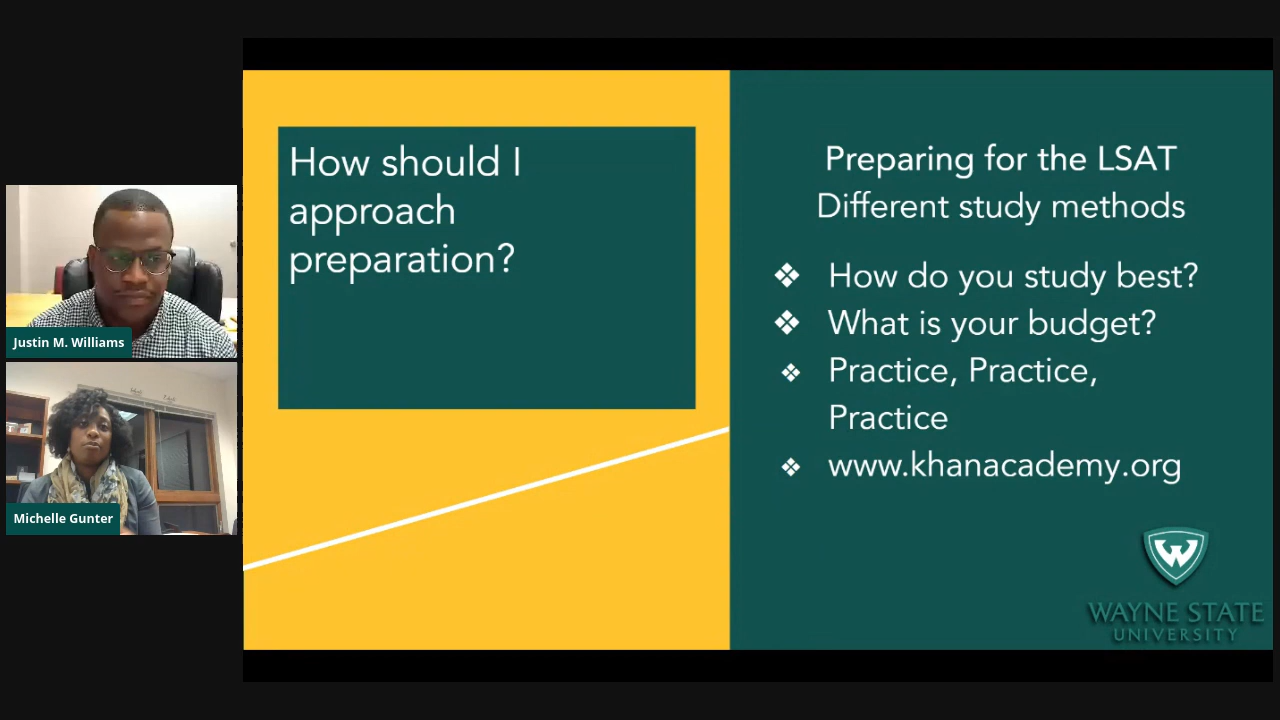 How should I
approach
preparation?
Preparing for the LSAT
Different study methods
❖ How do you study best?
❖ What is your budget?
❖ Practice, Practice,
Practice
❖ www.khanacademy.org
W
WAYNE STATE
UNIVERSITY
Justin M. Williams
Michelle Gunter